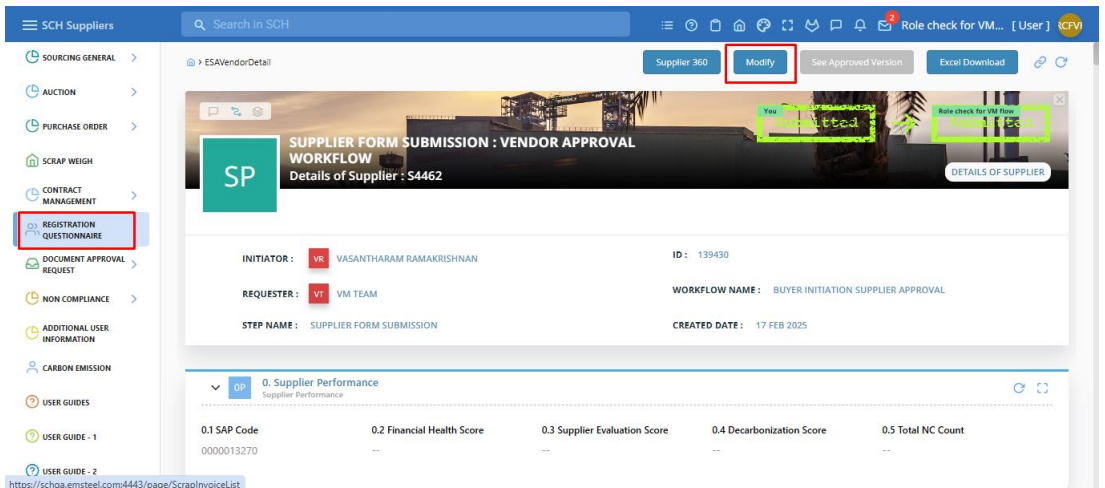 SCH Suppliers
Search in SCH
2
Role check for VM... [ User ]
SOURCING GENERAL
AUCTION
PURCHASE ORDER
SCRAP WEIGH
CONTRACT
MANAGEMENT
REGISTRATION
QUESTIONNAIRE
DOCUMENT APPROVAL
REQUEST
NON COMPLIANCE
ADDITIONAL USER
INFORMATION
CARBON EMISSION
USER GUIDES
USER GUIDE - 1
USER GUIDE - 2
https://schqa.emsteel.com:4443/page/ScrapInvoiceList
> ESAVendorDetail
Supplier 360
Modify
See Approved Version
Excel Download
You
Submitted
Role check for VM flow
Submitted
SP
SUPPLIER FORM SUBMISSION : VENDOR APPROVAL
WORKFLOW
Details of Supplier : S4462
DETAILS OF SUPPLIER
INITIATOR : VR VASANTHARAM RAMAKRISHNAN
ID : 139430
REQUESTER : VT VM TEAM
WORKFLOW NAME : BUYER INITIATION SUPPLIER APPROVAL
STEP NAME : SUPPLIER FORM SUBMISSION
CREATED DATE : 17 FEB 2025
0P
0. Supplier Performance
Supplier Performance
0.1 SAP Code 0.2 Financial Health Score 0.3 Supplier Evaluation Score 0.4 Decarbonization Score 0.5 Total NC Count
0000013270 -- -- -- --